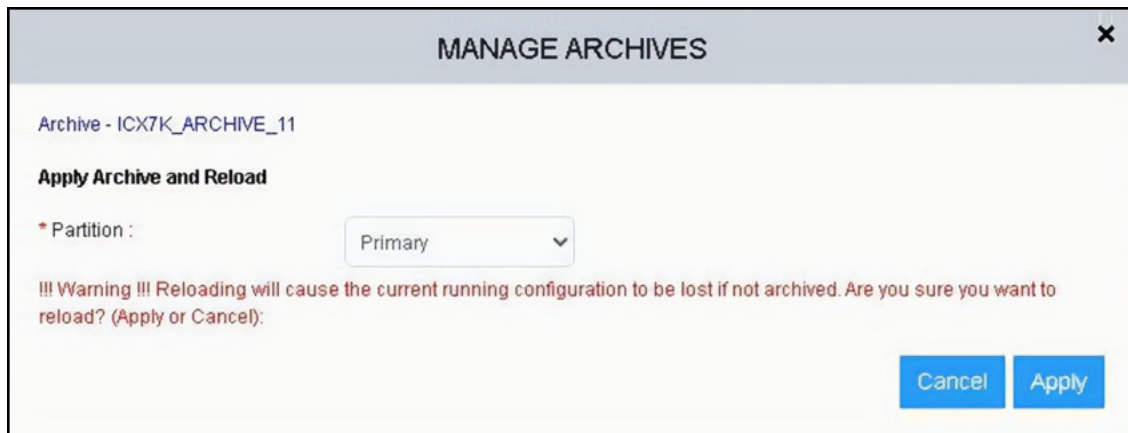 MANAGE ARCHIVES
Archive - ICX7K_ARCHIVE_11
Apply Archive and Reload
* Partition :
Primary
!!! Warning !!! Reloading will cause the current running configuration to be lost if not archived. Are you sure you want to
reload? (Apply or Cancel):
Cancel Apply